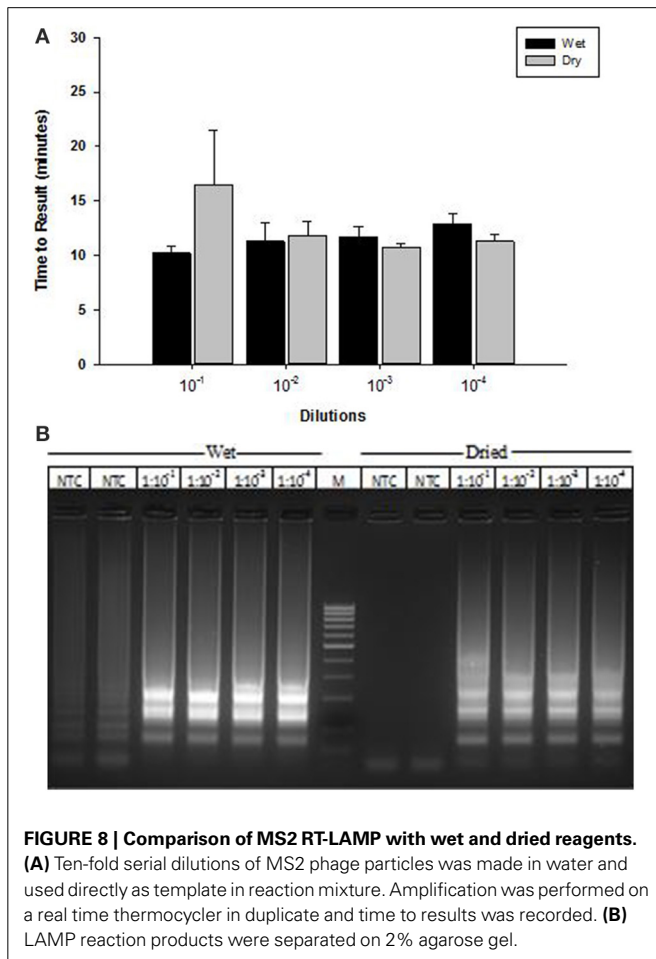 A
Time to Result (minutes)
30
25
20
15
10
5
0
Wet
Dry
10⁻¹ 10⁻² 10⁻³ 10⁻⁴
Dilutions
B
Wet Dried
NTC NTC 1:10⁻¹ 1:10⁻² 1:10⁻³ 1:10⁻⁴ M NTC NTC 1:10⁻¹ 1:10⁻² 1:10⁻³ 1:10⁻⁴
FIGURE 8 | Comparison of MS2 RT-LAMP with wet and dried reagents.
(A) Ten-fold serial dilutions of MS2 phage particles was made in water and
used directly as template in reaction mixture. Amplification was performed on
a real time thermocycler in duplicate and time to results was recorded. (B)
LAMP reaction products were separated on 2% agarose gel.